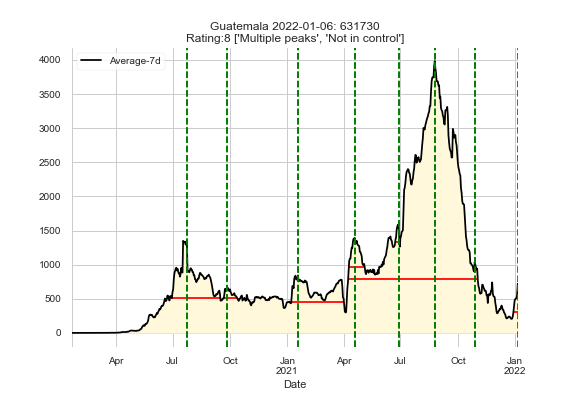 Guatemala 2022-01-06: 631730
Rating:8 ['Multiple peaks', 'Not in control']
Average-7d
4000
3500
3000
2500
2000
1500
1000
500
0
Apr Jul Oct Jan Apr Jul Oct Jan
2021 2022
Date